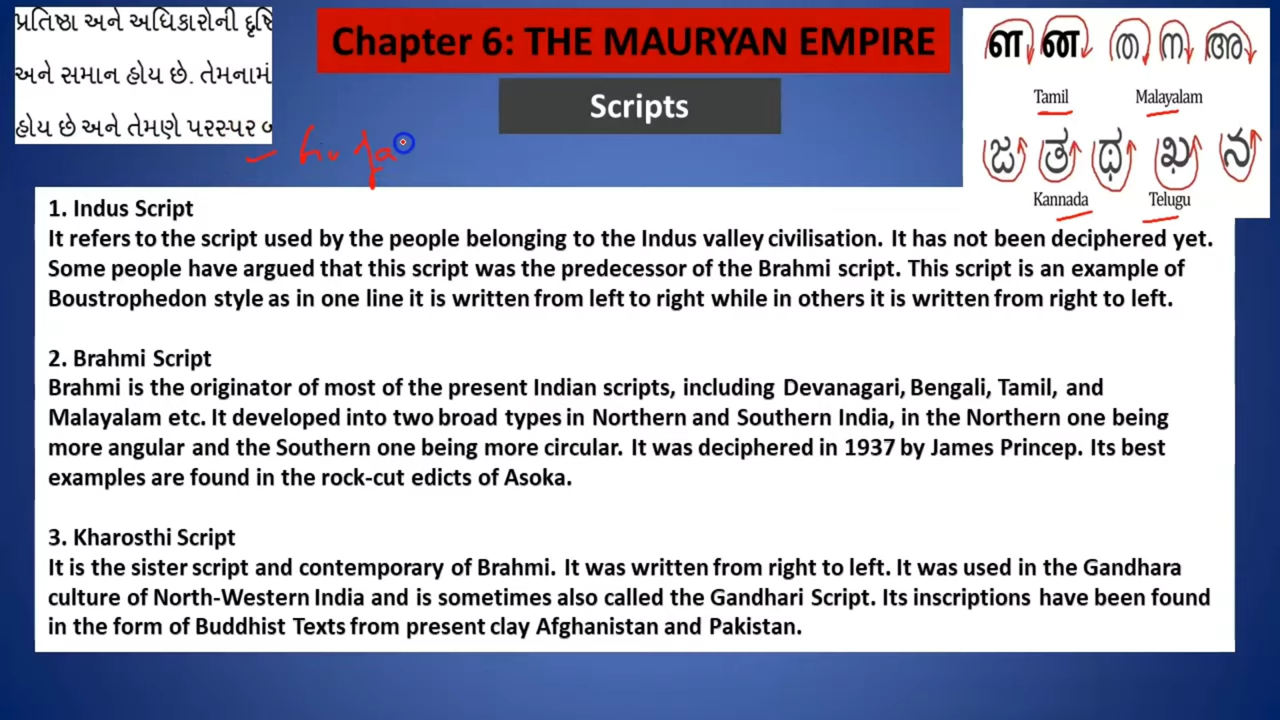 પ્રતિષ્ઠા અને અધિકારોની દૃષ્ટિ
અને સમાન હોય છે. તેમનામાં
હોય છે અને તેમણે પરસ્પર
Chapter 6: THE MAURYAN EMPIRE
Scripts
ள ன ത ന അ
Tamil Malayalam
ಜ ತ ಥ ఖ న
Kannada Telugu
1. Indus Script
It refers to the script used by the people belonging to the Indus valley civilisation. It has not been deciphered yet.
Some people have argued that this script was the predecessor of the Brahmi script. This script is an example of
Boustrophedon style as in one line it is written from left to right while in others it is written from right to left.
2. Brahmi Script
Brahmi is the originator of most of the present Indian scripts, including Devanagari, Bengali, Tamil, and
Malayalam etc. It developed into two broad types in Northern and Southern India, in the Northern one being
more angular and the Southern one being more circular. It was deciphered in 1937 by James Princep. Its best
examples are found in the rock-cut edicts of Asoka.
3. Kharosthi Script
It is the sister script and contemporary of Brahmi. It was written from right to left. It was used in the Gandhara
culture of North-Western India and is sometimes also called the Gandhari Script. Its inscriptions have been found
in the form of Buddhist Texts from present clay Afghanistan and Pakistan.